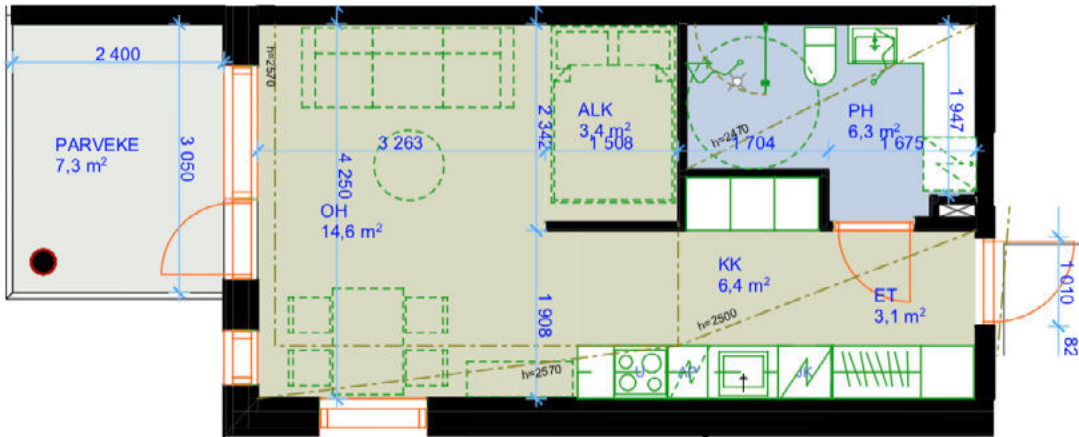 2 400
PARVEKE
7,3 m²
3 050
h=2570
3 263
4 250
OH
14,6 m²
2 342
ALK
3,4 m²
1 508
h=2470
1 704
PH
6,3 m²
1 675
1 947
KK
6,4 m²
ET
3,1 m²
1 908
h=2500
h=2570
U
AP
JK
1 010
82